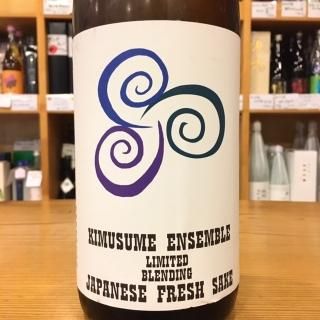 KIMUSUME ENSEMBLE
LIMITED
BLENDING
JAPANESE FRESH SAKE